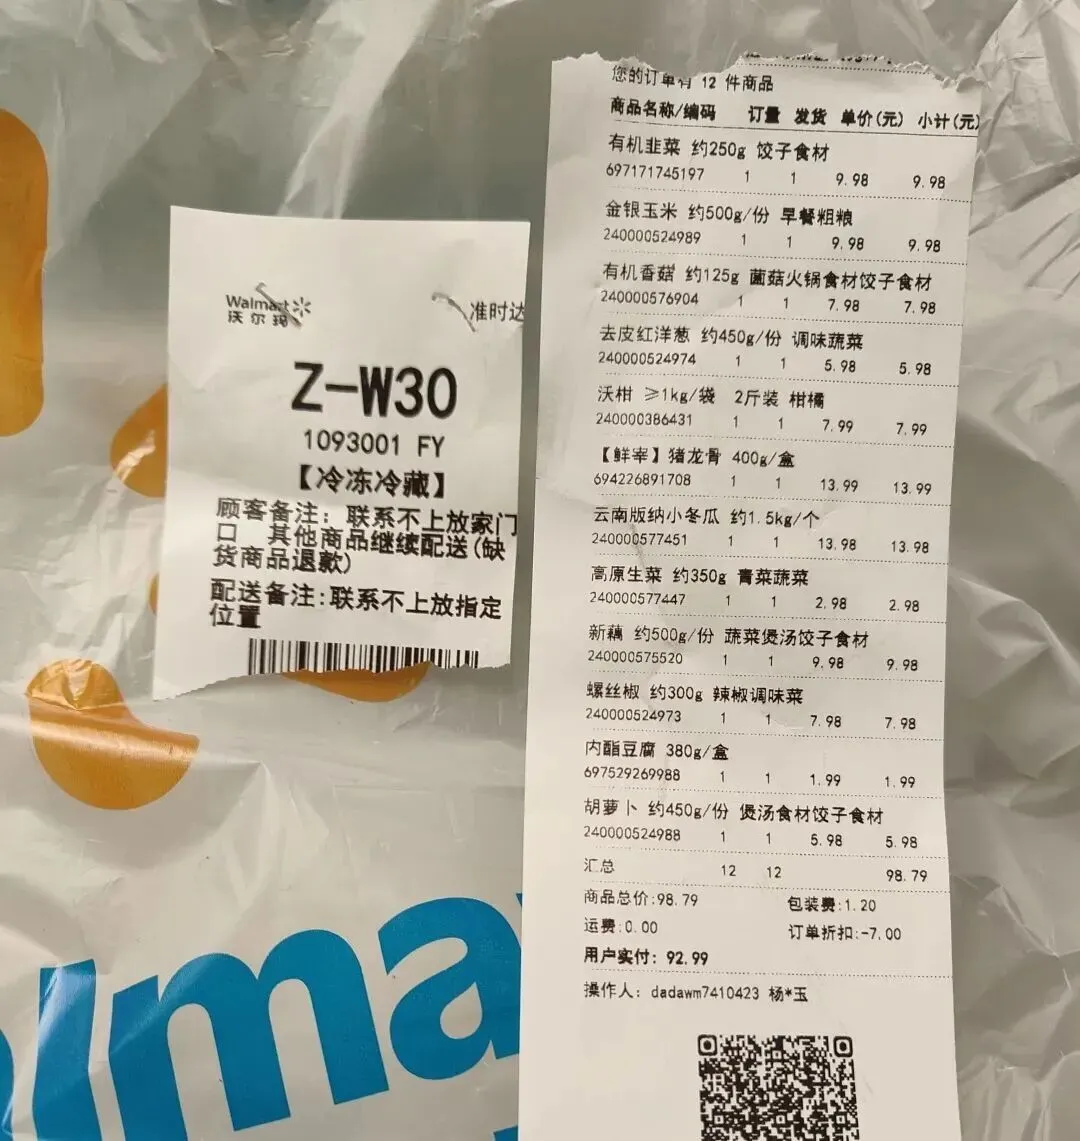 Walmart
沃尔玛
准时达
Z-W30
1093001 FY
【冷冻冷藏】
顾客备注: 联系不上放家门
口 其他商品继续配送(缺
货商品退款)
配送备注:联系不上放指定
位置
您的订单有 12 件商品
商品名称/编码 订量 发货 单价(元) 小计(元)
有机韭菜 约250g 饺子食材
697171745197 1 1 9.98 9.98
金银玉米 约500g/份 早餐粗粮
240000524989 1 1 9.98 9.98
有机香菇 约125g 菌菇火锅食材饺子食材
240000576904 1 1 7.98 7.98
去皮红洋葱 约450g/份 调味蔬菜
240000524974 1 1 5.98 5.98
沃柑 ≥1kg/袋 2斤装 柑橘
240000386431 1 1 7.99 7.99
【鲜宰】猪龙骨 400g/盒
694226891708 1 1 13.99 13.99
云南版纳小冬瓜 约1.5kg/个
240000577451 1 1 13.98 13.98
高原生菜 约350g 青菜蔬菜
240000577447 1 1 2.98 2.98
新藕 约500g/份 蔬菜煲汤饺子食材
240000575520 1 1 9.98 9.98
螺丝椒 约300g 辣椒调味菜
240000524973 1 1 7.98 7.98
内酯豆腐 380g/盒
697529269988 1 1 1.99 1.99
胡萝卜 约450g/份 煲汤食材饺子食材
240000524988 1 1 5.98 5.98
汇总 12 12 98.79
商品总价:98.79 包装费:1.20
运费:0.00 订单折扣:-7.00
用户实付: 92.99
操作人: dadawm7410423 杨*玉
lmar